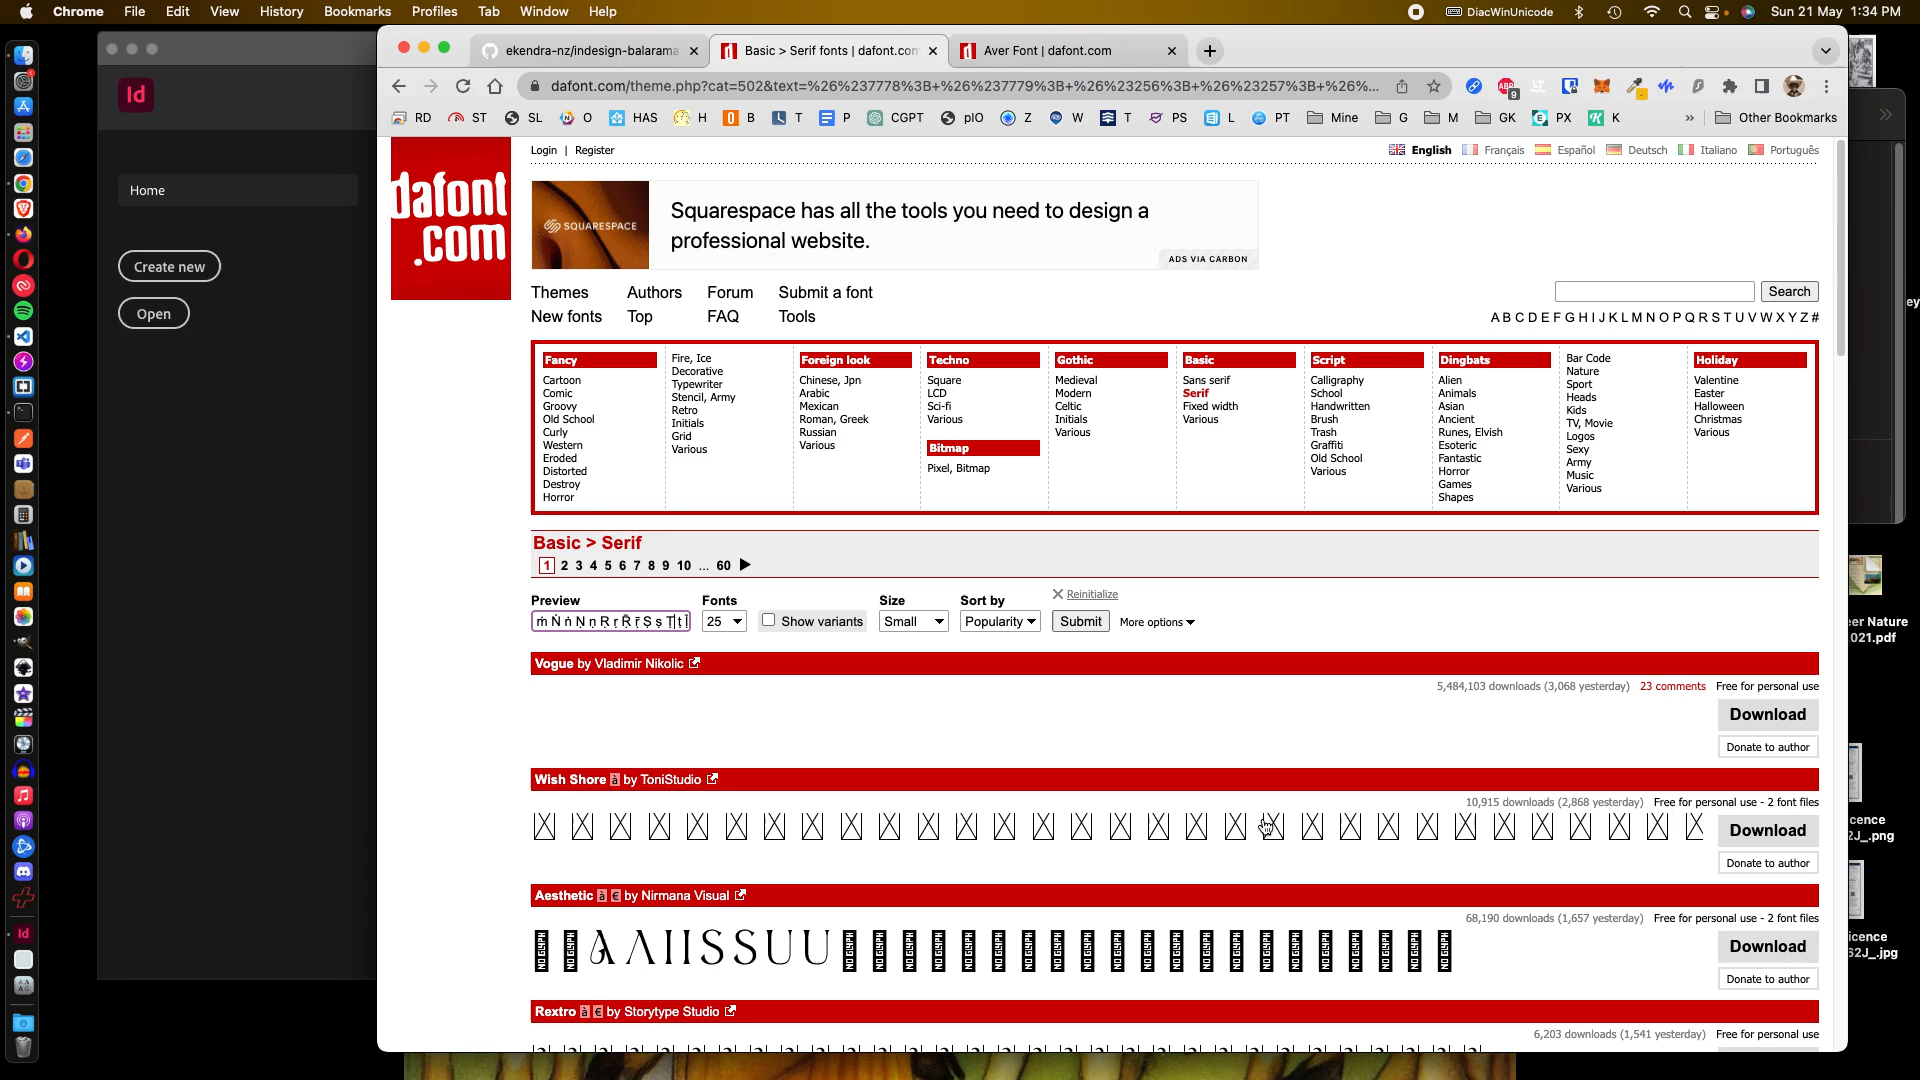 Chrome File Edit View History Bookmarks Profiles Tab Window Help
DiacWinUnicode Sun 21 May 1:34 PM
Id
Home
Create new
Open
ekendra-nz/indesign-balarama
Basic > Serif fonts | dafont.com
Aver Font | dafont.com
dafont.com/theme.php?cat=502&text=%26%237778%3B+%26%237779%3B+%26%23256%3B+%26%23257%3B+%26%...
RD ST SL O HAS H B T P CGPT pIO Z W T PS L PT Mine G M GK PX K » Other Bookmarks
dafont
.com
Login | Register
English Français Español Deutsch Italiano Português
SQUARESPACE
Squarespace has all the tools you need to design a
professional website.
ADS VIA CARBON
Themes Authors Forum Submit a font
New fonts Top FAQ Tools
Search
A B C D E F G H I J K L M N O P Q R S T U V W X Y Z #
Fancy
Cartoon
Comic
Groovy
Old School
Curly
Western
Eroded
Distorted
Destroy
Horror
Fire, Ice
Decorative
Typewriter
Stencil, Army
Retro
Initials
Grid
Various
Foreign look
Chinese, Jpn
Arabic
Mexican
Roman, Greek
Russian
Various
Techno
Square
LCD
Sci-fi
Various
Bitmap
Pixel, Bitmap
Gothic
Medieval
Modern
Celtic
Initials
Various
Basic
Sans serif
Serif
Fixed width
Various
Script
Calligraphy
School
Handwritten
Brush
Trash
Graffiti
Old School
Various
Dingbats
Alien
Animals
Asian
Ancient
Runes, Elvish
Esoteric
Fantastic
Horror
Games
Shapes
Bar Code
Nature
Sport
Heads
Kids
TV, Movie
Logos
Sexy
Army
Music
Various
Holiday
Valentine
Easter
Halloween
Christmas
Various
Basic > Serif
1 2 3 4 5 6 7 8 9 10 ... 60
Preview Fonts Size Sort by Reinitialize
ṁ Ṅ ṅ Ṇ ṇ Ṛ ṛ Ṝ ṝ Ṣ ṣ Ṭ ṭ 25 Show variants Small Popularity Submit More options
Vogue by Vladimir Nikolic
5,484,103 downloads (3,068 yesterday) 23 comments Free for personal use
Download
Donate to author
Wish Shore à by ToniStudio
10,915 downloads (2,868 yesterday) Free for personal use - 2 font files
Download
Donate to author
Aesthetic à € by Nirmana Visual
68,190 downloads (1,657 yesterday) Free for personal use - 2 font files
AAIISSUU
Download
Donate to author
Rextro à € by Storytype Studio
6,203 downloads (1,541 yesterday) Free for personal use
er Nature
021.pdf
cence
2J_.png
icence
62J_.jpg